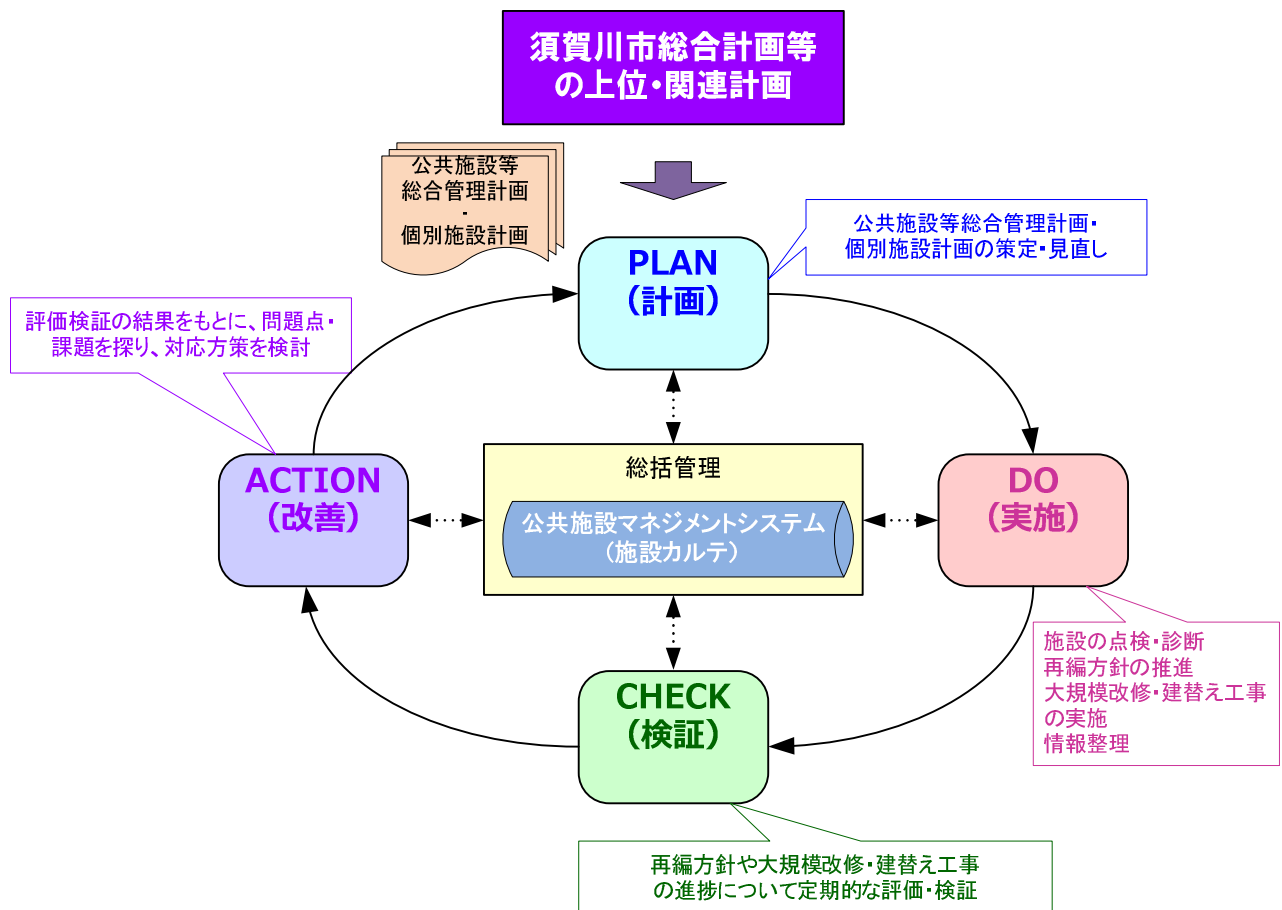 須賀川市総合計画等
の上位・関連計画
公共施設等
総合管理計画
・
個別施設計画
公共施設等総合管理計画・
個別施設計画の策定・見直し
PLAN
（計画）
評価検証の結果をもとに、問題点・
課題を探り、対応方策を検討
ACTION
（改善）
総括管理
公共施設マネジメントシステム
（施設カルテ）
DO
（実施）
施設の点検・診断
再編方針の推進
大規模改修・建替え工事
の実施
情報整理
CHECK
（検証）
再編方針や大規模改修・建替え工事
の進捗について定期的な評価・検証